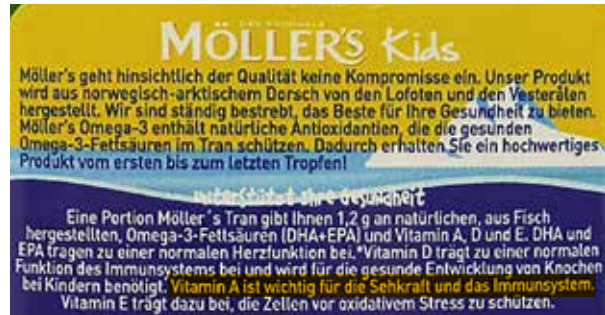 DAS ORIGINALE
MÖLLER'S Kids
Möller's geht hinsichtlich der Qualität keine Kompromisse ein. Unser Produkt
wird aus norwegisch-arktischem Dorsch von den Lofoten und den Vesterålen
hergestellt. Wir sind ständig bestrebt, das Beste für Ihre Gesundheit zu bieten.
Möller's Omega-3 enthält natürliche Antioxidantien, die die gesunden
Omega-3-Fettsäuren im Tran schützen. Dadurch erhalten Sie ein hochwertiges
Produkt vom ersten bis zum letzten Tropfen!
unterstützt ihre Gesundheit
Eine Portion Möller´s Tran gibt Ihnen 1,2 g an natürlichen, aus Fisch
hergestellten, Omega-3-Fettsäuren (DHA+EPA) und Vitamin A, D und E. DHA und
EPA tragen zu einer normalen Herzfunktion bei.*Vitamin D trägt zu einer normalen
Funktion des Immunsystems bei und wird für die gesunde Entwicklung von Knochen
bei Kindern benötigt. Vitamin A ist wichtig für die Sehkraft und das Immunsystem.
Vitamin E trägt dazu bei, die Zellen vor oxidativem Stress zu schützen.